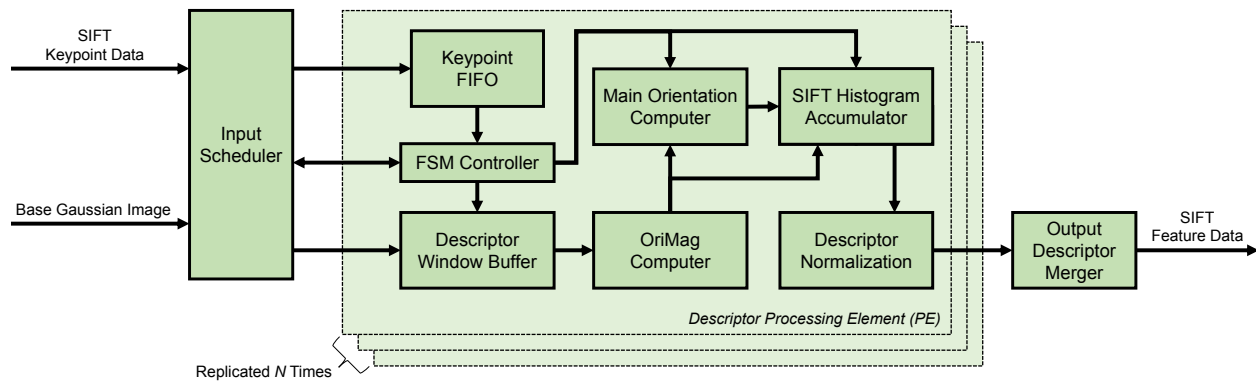 SIFT
Keypoint Data
Base Gaussian Image
Input
Scheduler
Keypoint
FIFO
FSM Controller
Descriptor
Window Buffer
Main Orientation
Computer
OriMag
Computer
SIFT Histogram
Accumulator
Descriptor
Normalization
Descriptor Processing Element (PE)
Replicated N Times
Output
Descriptor
Merger
SIFT
Feature Data